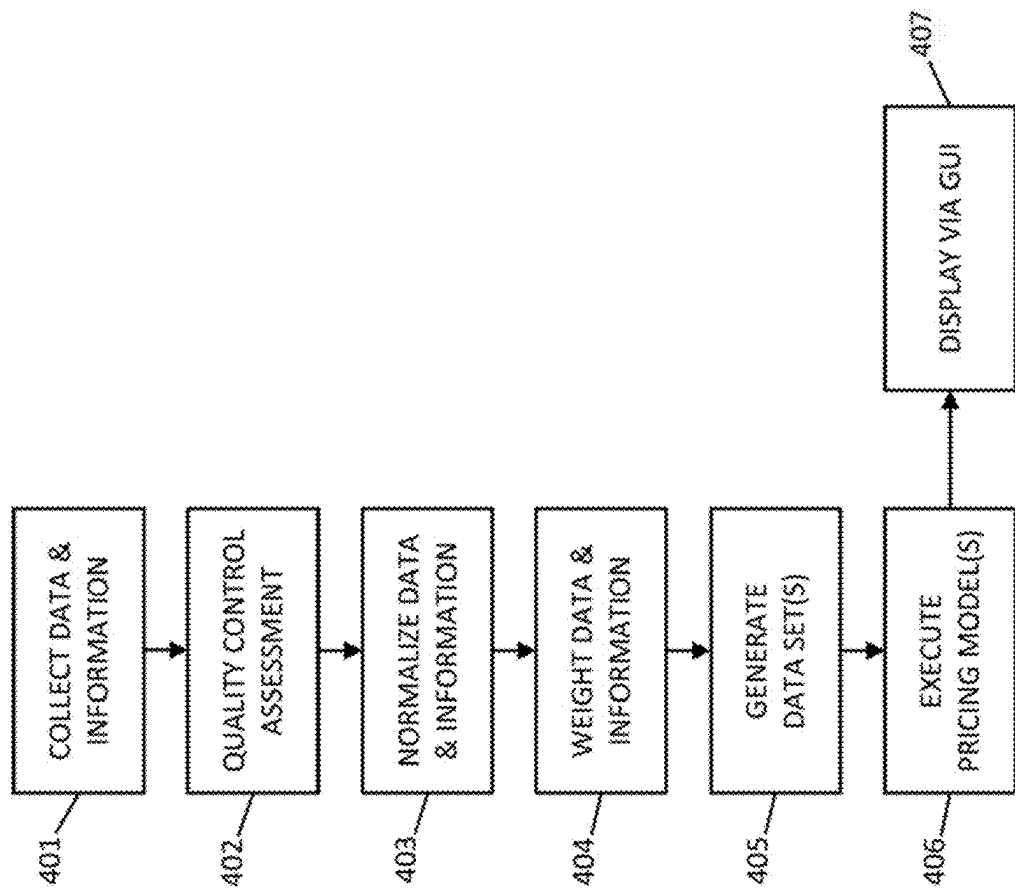 401
COLLECT DATA &
INFORMATION
402
QUALITY CONTROL
ASSESSMENT
403
NORMALIZE DATA
& INFORMATION
404
WEIGHT DATA &
INFORMATION
405
GENERATE
DATA SET(S)
406
EXECUTE
PRICING MODEL(S)
407
DISPLAY VIA GUI